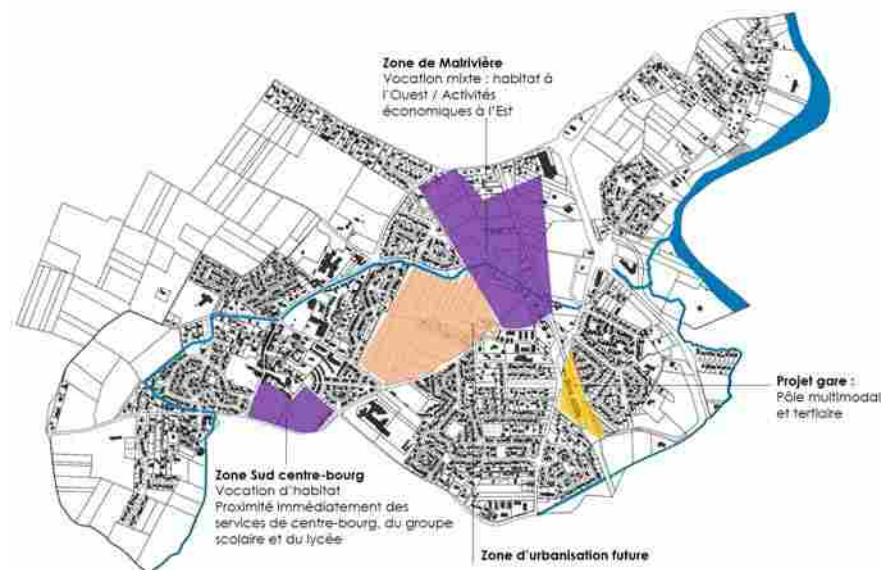 Zone de Malrivière
Vocation mixte : habitat à
l'Ouest / Activités
économiques à l'Est
Projet gare :
Pôle multimodal
et tertiaire
Zone Sud centre-bourg
Vocation d'habitat
Proximité immédiatement des
services de centre-bourg, du groupe
scolaire et du lycée
Zone d'urbanisation future